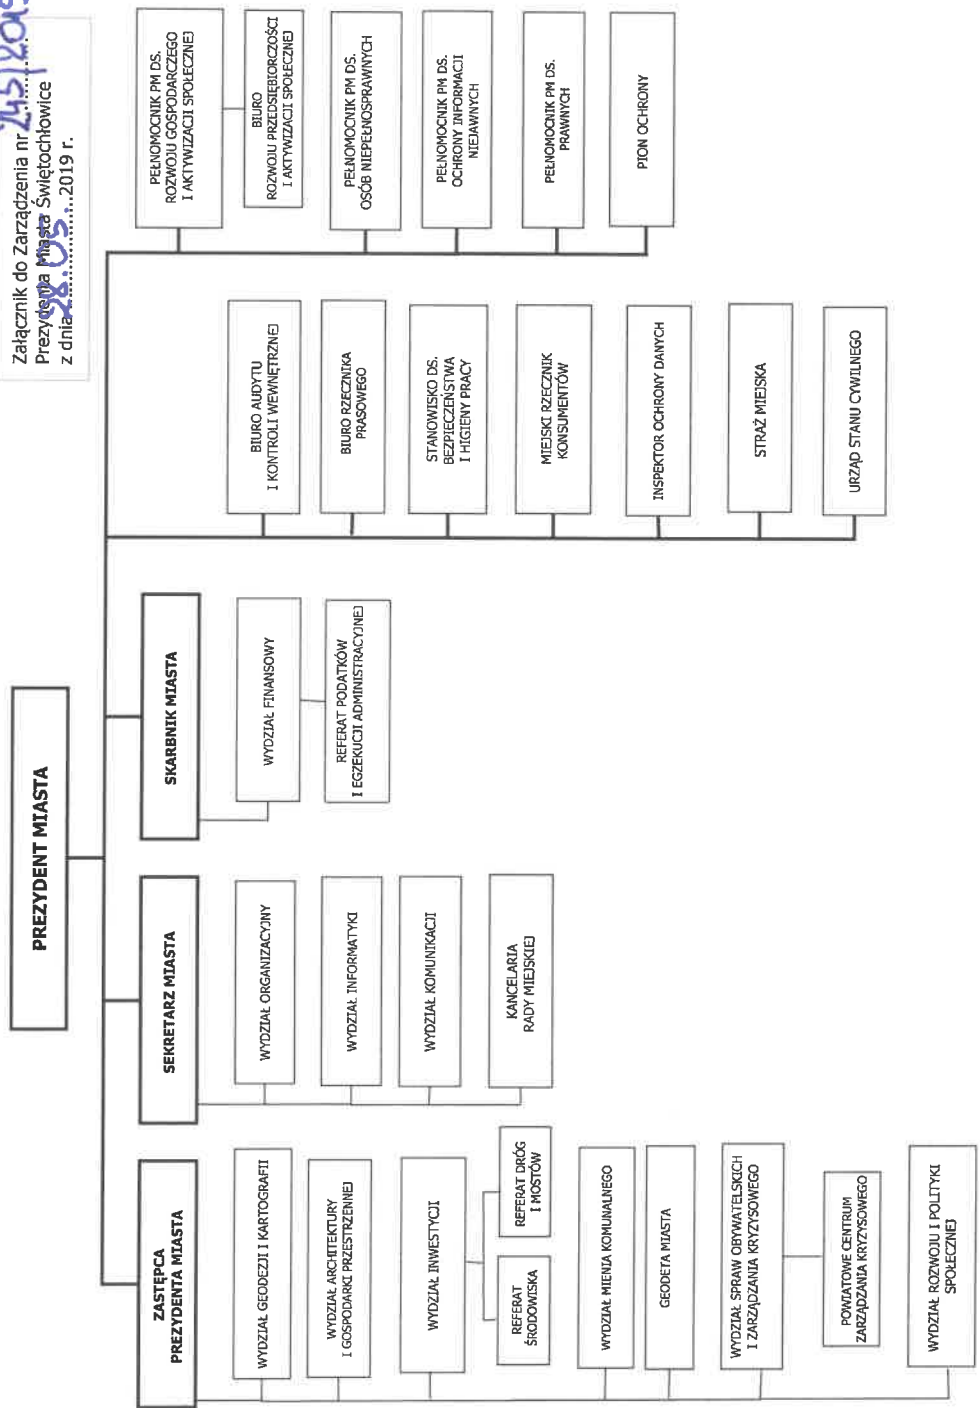 Załącznik do Zarządzenia nr 245/2019
Prezydenta Miasta Świętochłowice
z dnia 28.05. 2019 r.
PREZYDENT MIASTA
ZASTĘPCA
PREZYDENTA MIASTA
WYDZIAŁ GEODEZJI I KARTOGRAFII
WYDZIAŁ ARCHITEKTURY
I GOSPODARKI PRZESTRZENNEJ
WYDZIAŁ INWESTYCJI
REFERAT
ŚRODOWISKA
REFERAT DRÓG
I MOSTÓW
WYDZIAŁ MIENIA KOMUNALNEGO
GEODETA MIASTA
WYDZIAŁ SPRAW OBYWATELSKICH
I ZARZĄDZANIA KRYZYSOWEGO
POWIATOWE CENTRUM
ZARZĄDZANIA KRYZYSOWEGO
WYDZIAŁ ROZWOJU I POLITYKI
SPOŁECZNEJ
SEKRETARZ MIASTA
WYDZIAŁ ORGANIZACYJNY
WYDZIAŁ INFORMATYKI
WYDZIAŁ KOMUNIKACJI
KANCELARIA
RADY MIEJSKIEJ
SKARBNIK MIASTA
WYDZIAŁ FINANSOWY
REFERAT PODATKÓW
I EGZEKUCJI ADMINISTRACYJNEJ
BIURO AUDYTU
I KONTROLI WEWNĘTRZNEJ
BIURO RZECZNIKA
PRASOWEGO
STANOWISKO DS.
BEZPIECZEŃSTWA
I HIGIENY PRACY
MIEJSKI RZECZNIK
KONSUMENTÓW
INSPEKTOR OCHRONY DANYCH
STRAŻ MIEJSKA
URZĄD STANU CYWILNEGO
PEŁNOMOCNIK PM DS.
ROZWOJU GOSPODARCZEGO
I AKTYWIZACJI SPOŁECZNEJ
BIURO
ROZWOJU PRZEDSIĘBIORCZOŚCI
I AKTYWIZACJI SPOŁECZNEJ
PEŁNOMOCNIK PM DS.
OSÓB NIEPEŁNOSPRAWNYCH
PEŁNOMOCNIK PM DS.
OCHRONY INFORMACJI
NIEJAWNYCH
PEŁNOMOCNIK PM DS.
PRAWNYCH
PION OCHRONY